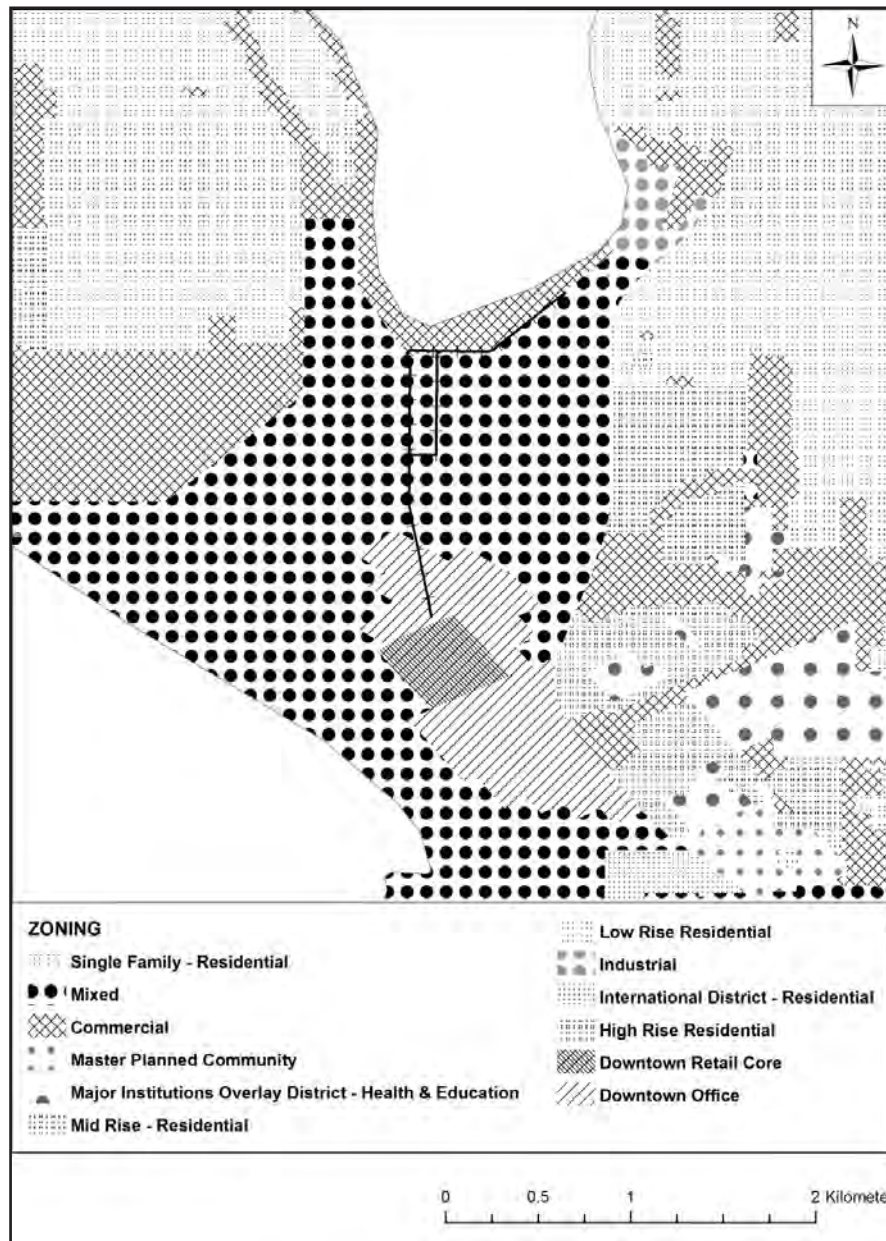 N
ZONING
Single Family - Residential
Mixed
Commercial
Master Planned Community
Major Institutions Overlay District - Health & Education
Mid Rise - Residential
Low Rise Residential
Industrial
International District - Residential
High Rise Residential
Downtown Retail Core
Downtown Office
0 0.5 1 2 Kilomete